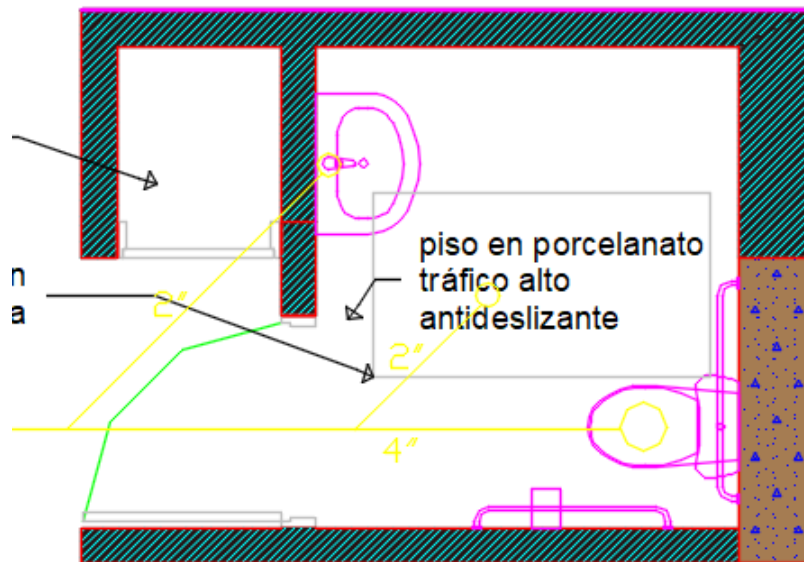 piso en porcelanato
tráfico alto
antideslizante
n
a
2"
2"
4"